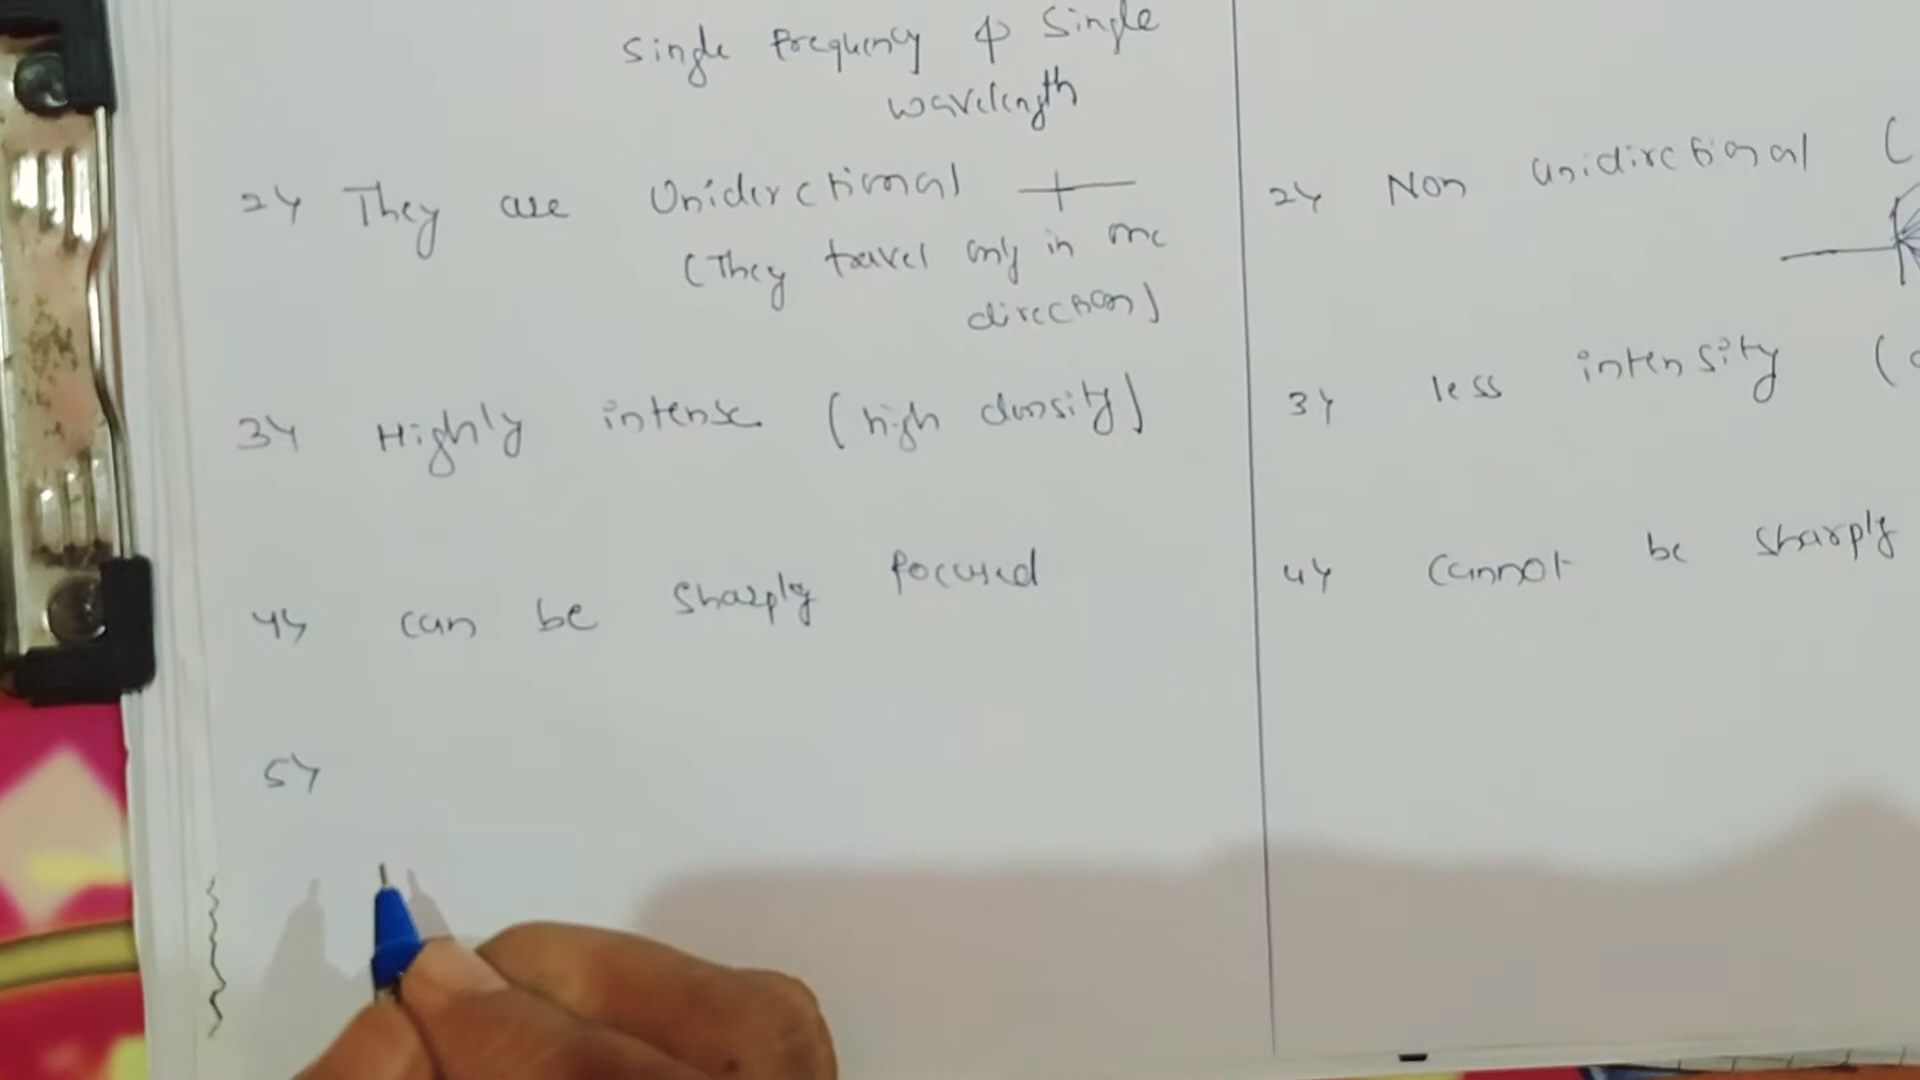 Single frequency & Single
wavelength
2) They are Unidirectional
(They travel only in one
direction)
3) Highly intense (high density)
4) can be sharply focused
5)
2) Non unidirectional (
3) less intensity (
4) cannot be sharply